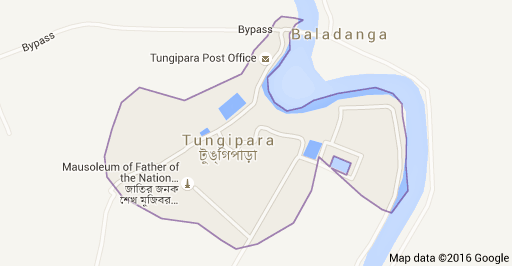 Bypass
Bypass
Baladanga
Tungipara Post Office
Tungipara
টুঙ্গিপাড়া
Mausoleum of Father of
the Nation...
জাতির জনক
শেখ মুজিবর...
Map data ©2016 Google